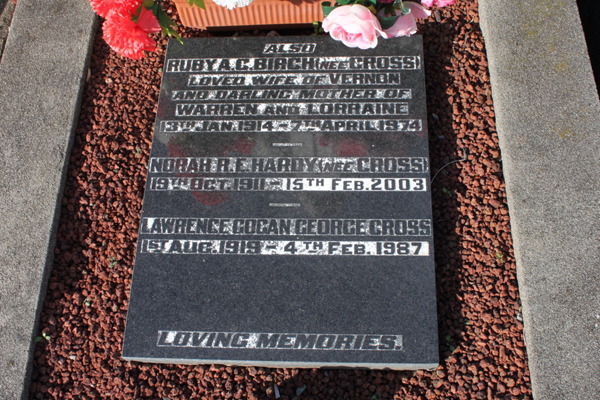 ALSO
RUBY A. C. BIRCH (NEE CROSS)
LOVED WIFE OF VERNON
AND DARLING MOTHER OF
WARREN AND LORRAINE
13TH JAN. 1914 – 7TH APRIL 1974
NORAH R. F. HARDY (NEE CROSS)
19TH OCT. 1911 – 15TH FEB. 2003
LAWRENCE GOGAN GEORGE CROSS
1ST AUG. 1919 – 4TH FEB. 1987
LOVING MEMORIES.